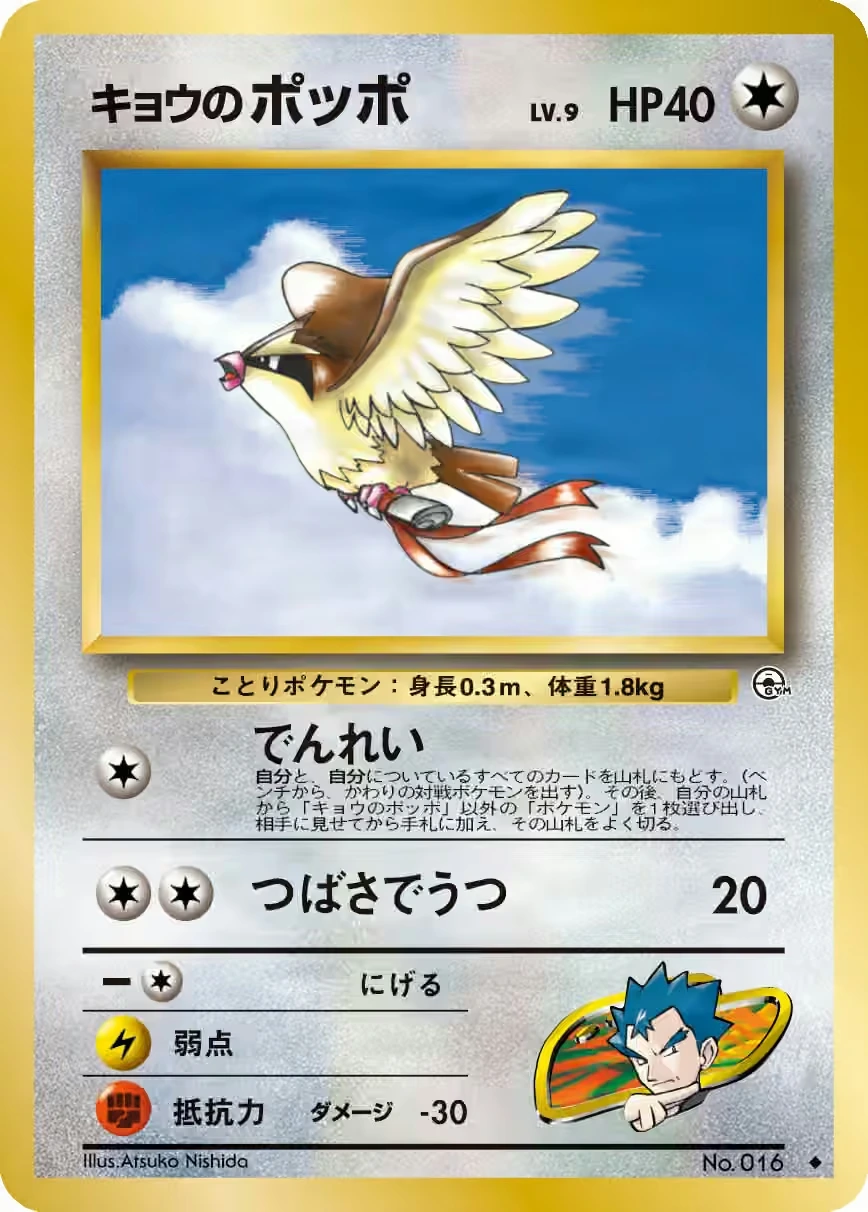 キョウのポッポ LV.9 HP40
ことりポケモン：身長0.3m、体重1.8kg
GYM
でんれい
自分と、自分についているすべてのカードを山札にもどす。（ベ
ンチから、かわりの対戦ポケモンを出す）。その後、自分の山札
から「キョウのポッポ」以外の「ポケモン」を1枚選び出し、
相手に見せてから手札に加え、その山札をよく切る。
つばさでうつ 20
− にげる
弱点
抵抗力 ダメージ -30
Illus.Atsuko Nishida No. 016